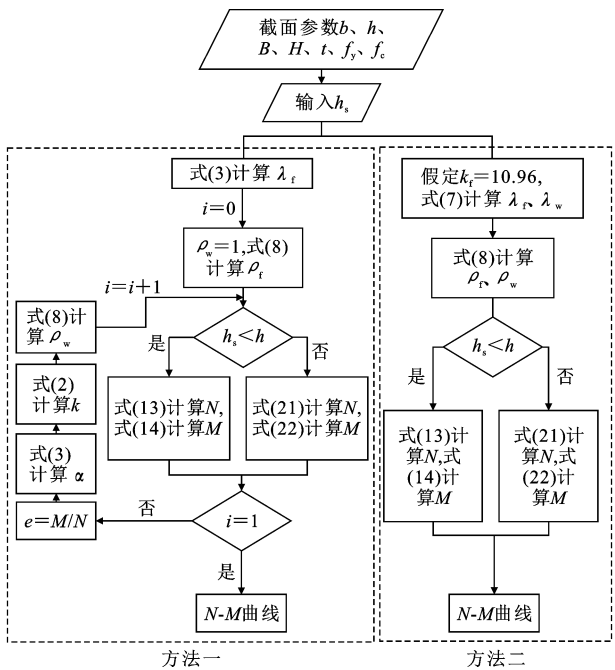 截面参数b、h、
B、H、t、fy、fc
输入hs
式(3)计算 λf
i=0
ρw=1,式(8)
计算ρf
i=i+1
式(8)计
算ρw
hs<h
是
否
式(2)
计算k
式(13)计算N,
式(14)计算M
式(21)计算N,
式(22)计算M
式(3)
计算 α
e=M/N
否
i=1
是
N-M曲线
方法一
假定kf=10.96,
式(7)计算 λf、λw
式(8)计算
ρf、ρw
hs<h
是
否
式(13)计
算N,式
(14)计
算M
式(21)计
算N,式
(22)计
算M
N-M曲线
方法二